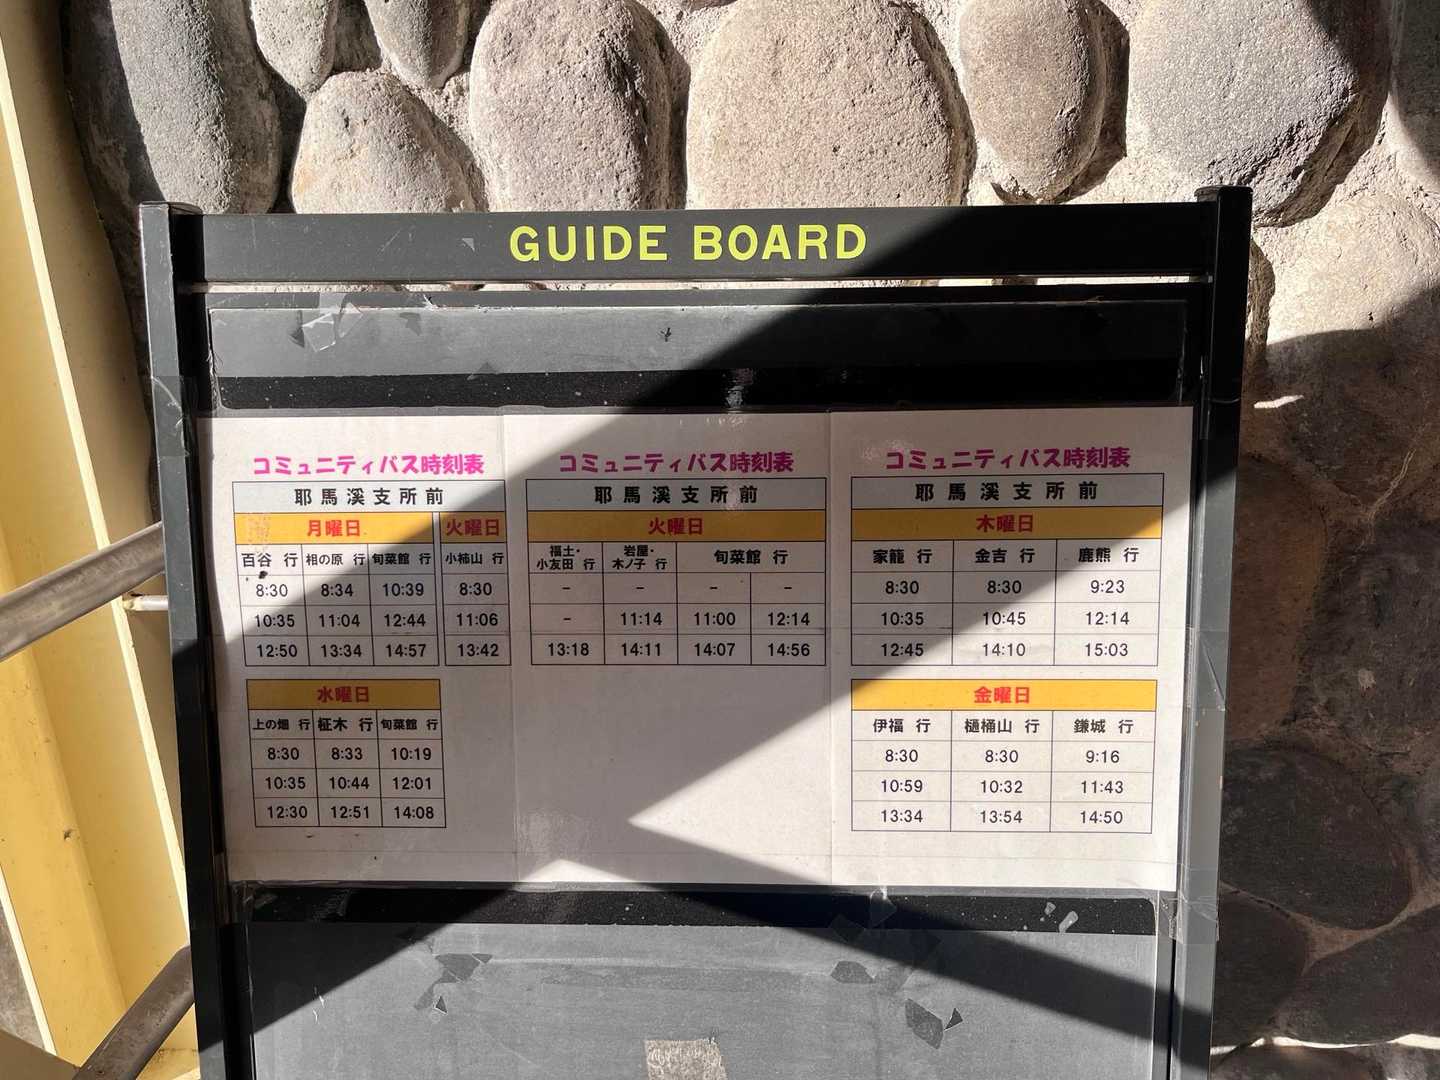 GUIDE BOARD
コミュニティバス時刻表
耶馬溪支所前
月曜日 火曜日
百谷 行 相の原 行 旬菜館 行 小柿山 行
8:30 8:34 10:39 8:30
10:35 11:04 12:44 11:06
12:50 13:34 14:57 13:42
水曜日
上の畑 行 柾木 行 旬菜館 行
8:30 8:33 10:19
10:35 10:44 12:01
12:30 12:51 14:08
コミュニティバス時刻表
耶馬溪支所前
火曜日
福土・小友田 行 岩屋・木ノ子 行 旬菜館 行
- - - -
- 11:14 11:00 12:14
13:18 14:11 14:07 14:56
コミュニティバス時刻表
耶馬溪支所前
木曜日
家籠 行 金吉 行 鹿熊 行
8:30 8:30 9:23
10:35 10:45 12:14
12:45 14:10 15:03
金曜日
伊福 行 樋桶山 行 鎌城 行
8:30 8:30 9:16
10:59 10:32 11:43
13:34 13:54 14:50